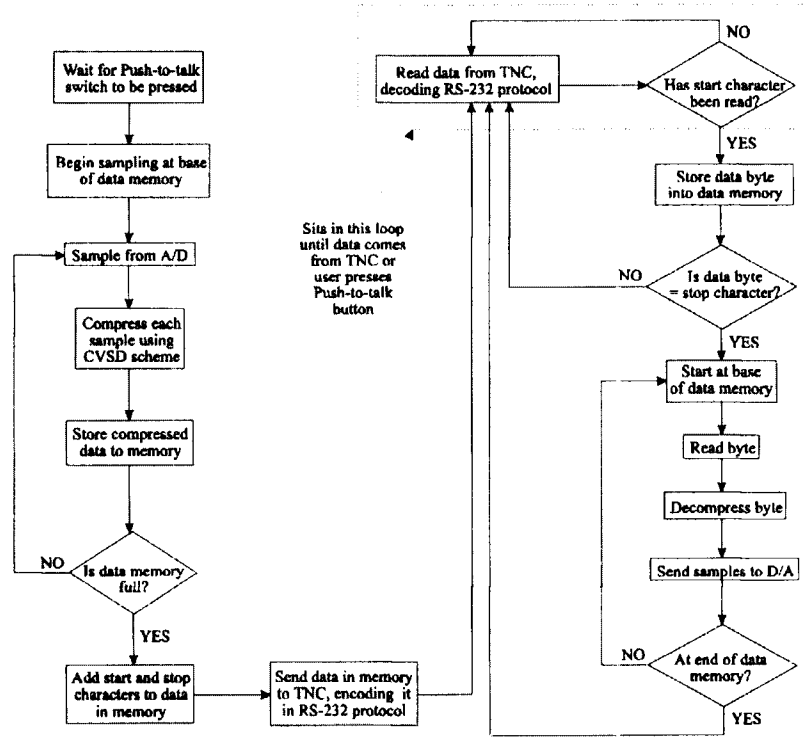 Wait for Push-to-talk
switch to be pressed
Begin sampling at base
of data memory
Sample from A/D
Compress each
sample using
CVSD scheme
Store compressed
data to memory
NO
Is data memory
full?
YES
Add start and stop
characters to data
in memory
Send data in memory
to TNC, encoding it
in RS-232 protocol
Read data from TNC,
decoding RS-232 protocol
NO
Has start character
been read?
YES
Sits in this loop
until data comes
from TNC or
user presses
Push-to-talk
button
Store data byte
into data memory
NO
Is data byte
= stop character?
YES
Start at base
of data memory
Read byte
Decompress byte
Send samples to D/A
NO
At end of data
memory?
YES